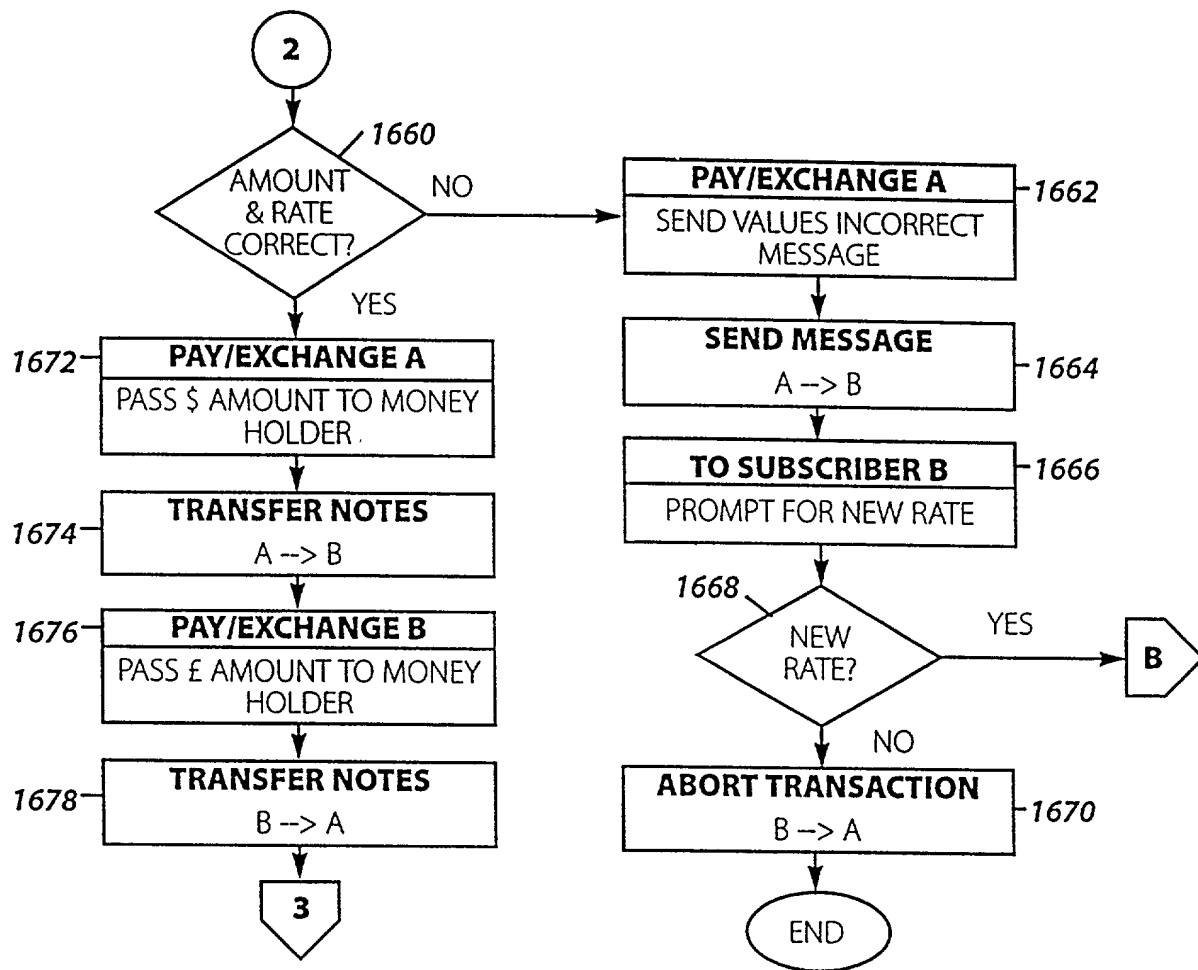 2
1660
AMOUNT
& RATE
CORRECT?
NO
YES
1672
PAY/EXCHANGE A
PASS $ AMOUNT TO MONEY
HOLDER
1674
TRANSFER NOTES
A --> B
1676
PAY/EXCHANGE B
PASS £ AMOUNT TO MONEY
HOLDER
1678
TRANSFER NOTES
B --> A
3
PAY/EXCHANGE A
1662
SEND VALUES INCORRECT
MESSAGE
SEND MESSAGE
1664
A --> B
TO SUBSCRIBER B
1666
PROMPT FOR NEW RATE
1668
NEW
RATE?
YES
B
NO
ABORT TRANSACTION
1670
B --> A
END